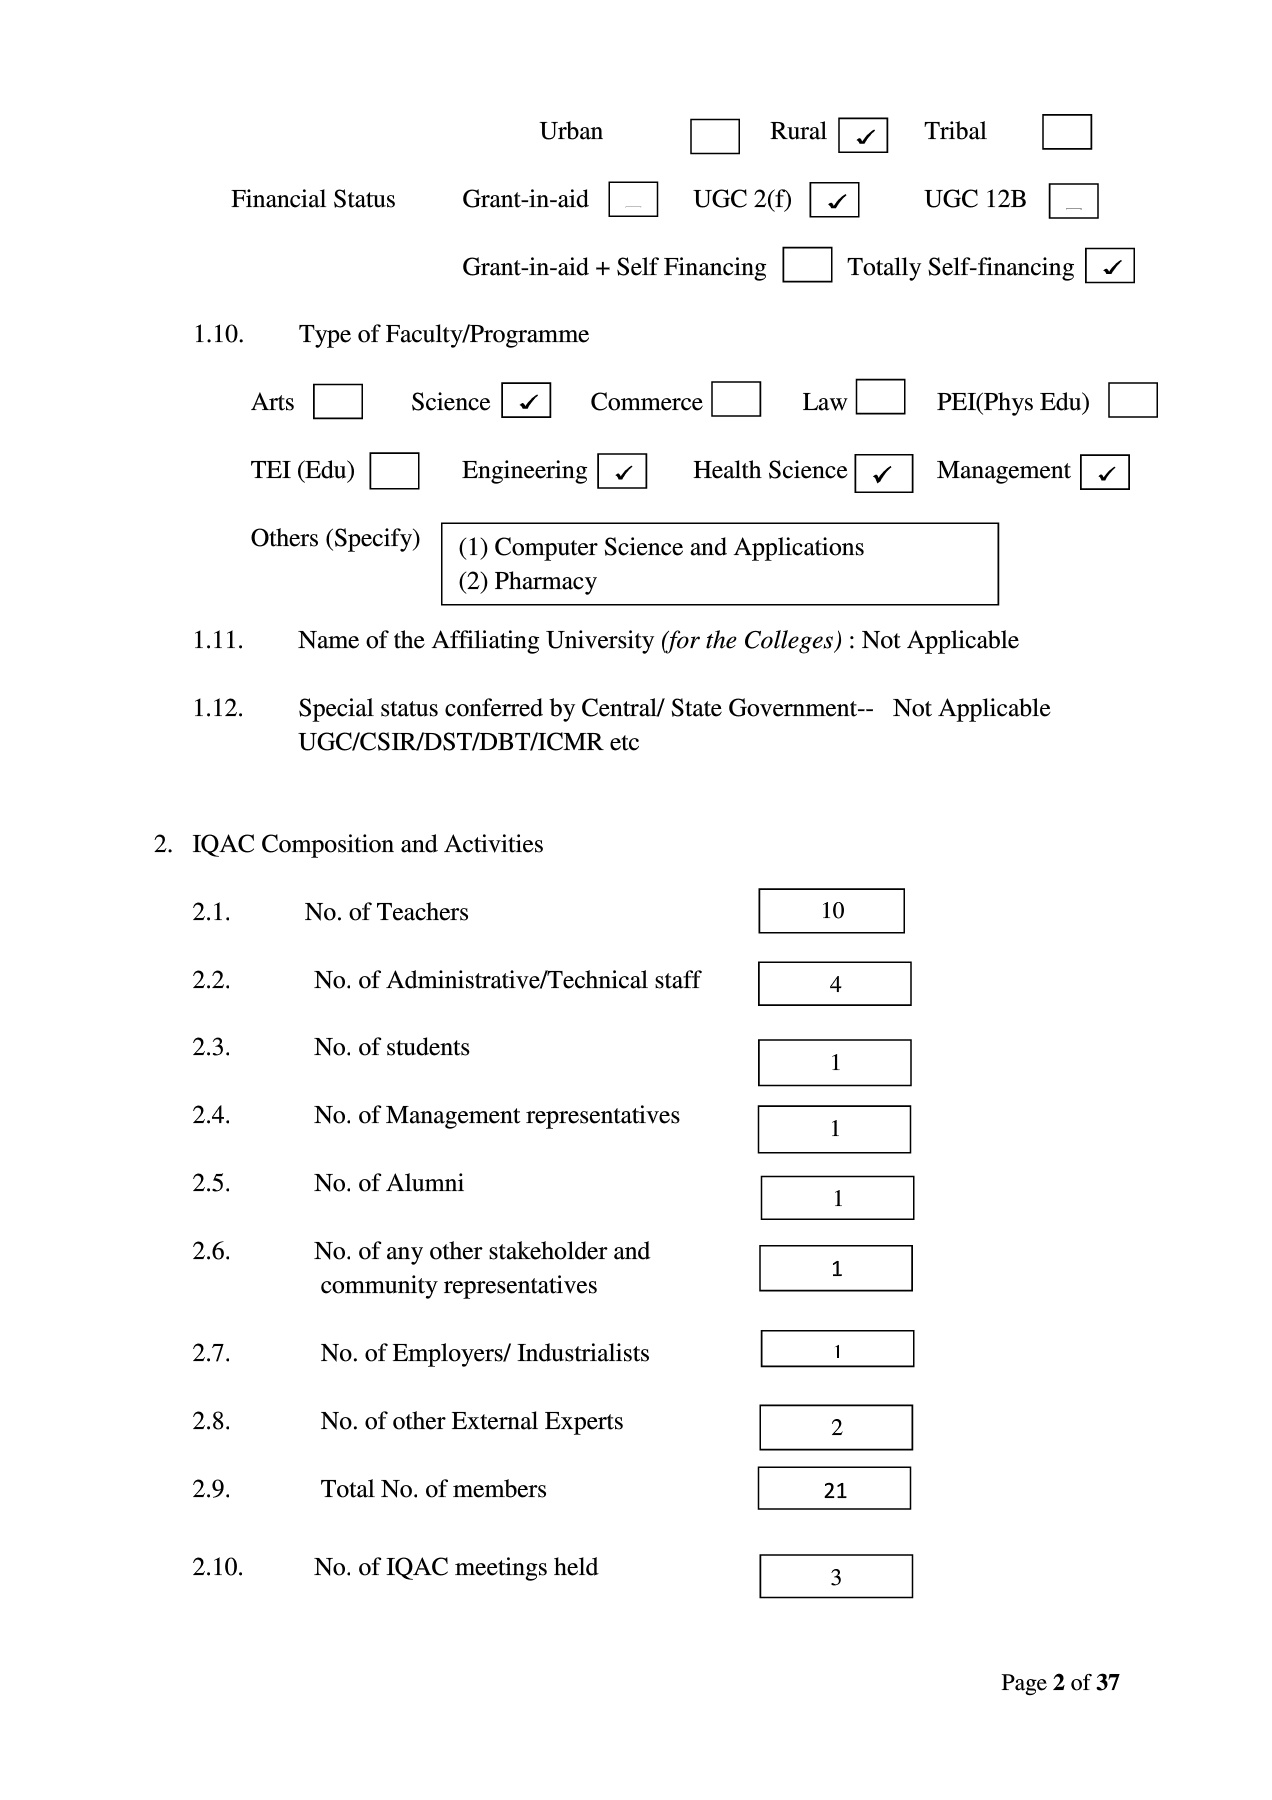 Urban Rural ✓ Tribal
Financial Status Grant-in-aid _ UGC 2(f) ✓ UGC 12B _
Grant-in-aid + Self Financing Totally Self-financing ✓
1.10. Type of Faculty/Programme
Arts Science ✓ Commerce Law PEI(Phys Edu)
TEI (Edu) Engineering ✓ Health Science ✓ Management ✓
Others (Specify) (1) Computer Science and Applications
(2) Pharmacy
1.11. Name of the Affiliating University (for the Colleges) : Not Applicable
1.12. Special status conferred by Central/ State Government-- Not Applicable
UGC/CSIR/DST/DBT/ICMR etc
2. IQAC Composition and Activities
2.1. No. of Teachers 10
2.2. No. of Administrative/Technical staff 4
2.3. No. of students 1
2.4. No. of Management representatives 1
2.5. No. of Alumni 1
2.6. No. of any other stakeholder and 1
community representatives
2.7. No. of Employers/ Industrialists 1
2.8. No. of other External Experts 2
2.9. Total No. of members 21
2.10. No. of IQAC meetings held 3
Page 2 of 37